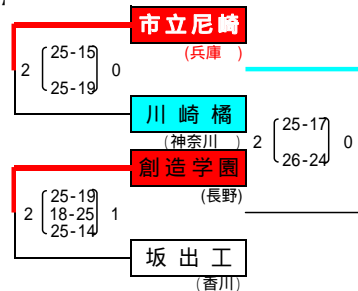 市立尼崎
(兵庫 )
2 25-15 0
25-19
川崎橘
(神奈川 )
2 25-17 0
26-24
創造学園
(長野)
25-19
2 18-25 1
25-14
坂出工
(香川)